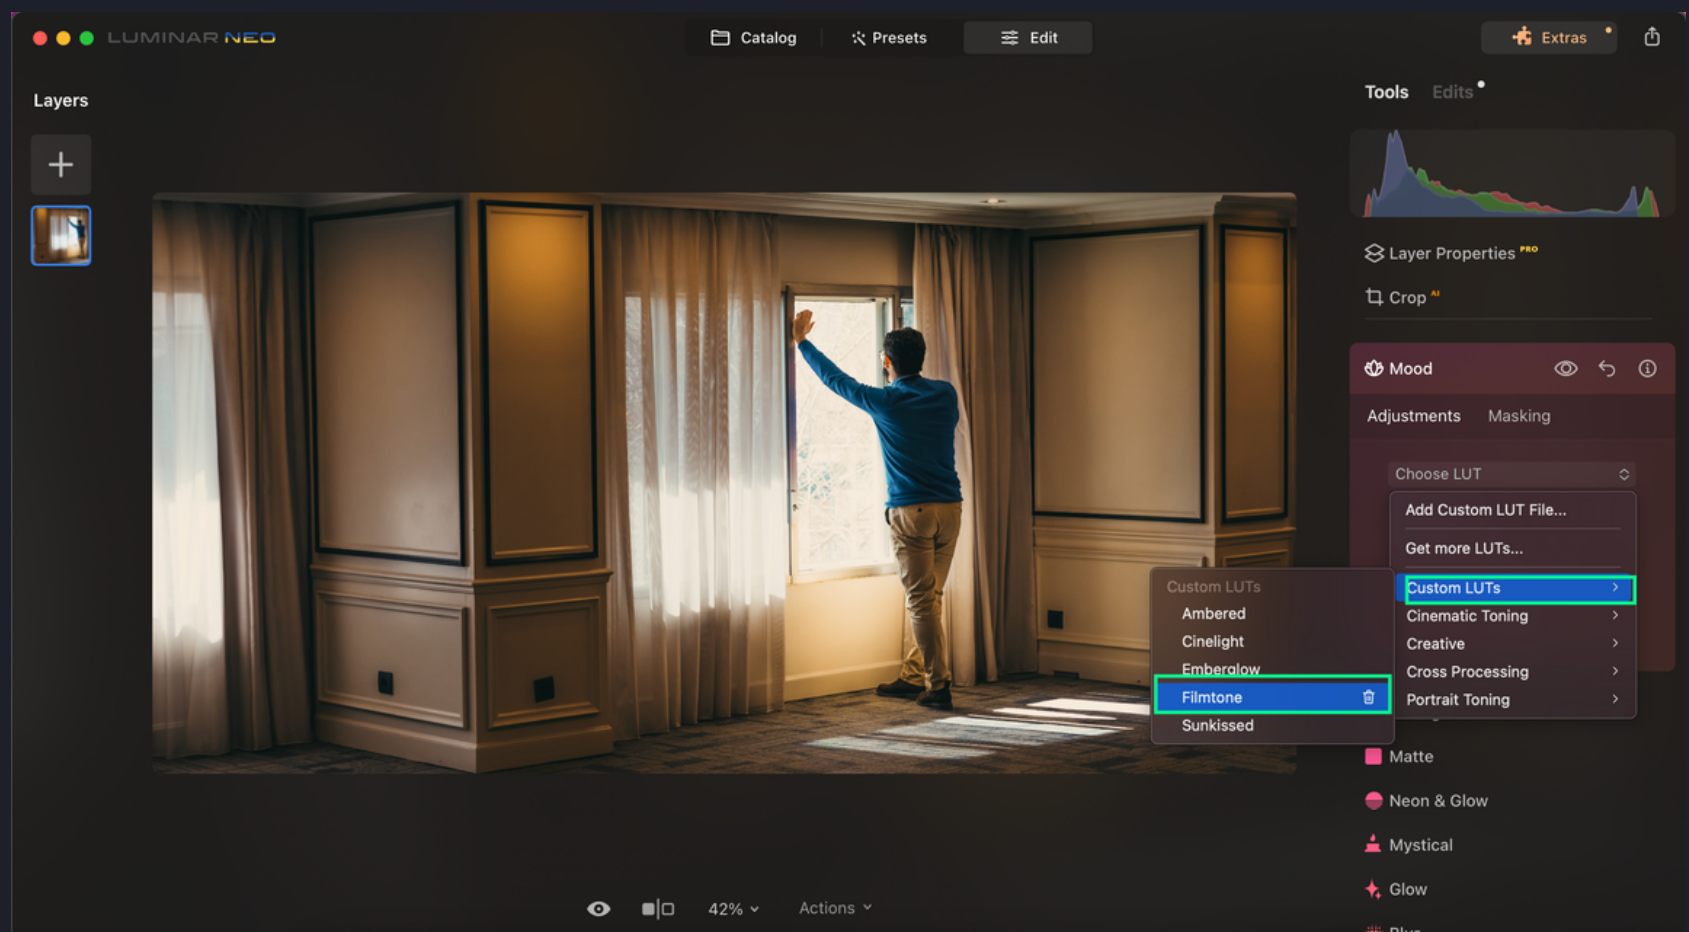 LUMINAR NEO
Catalog
Presets
Edit
Extras
Layers
Tools
Edits
Layer Properties PRO
Crop AI
Mood
Adjustments
Masking
Choose LUT
Add Custom LUT File...
Get more LUTs...
Custom LUTs
Cinematic Toning
Creative
Cross Processing
Portrait Toning
Custom LUTs
Ambered
Cinelight
Emberglow
Filmtone
Sunkissed
Matte
Neon & Glow
Mystical
Glow
42%
Actions